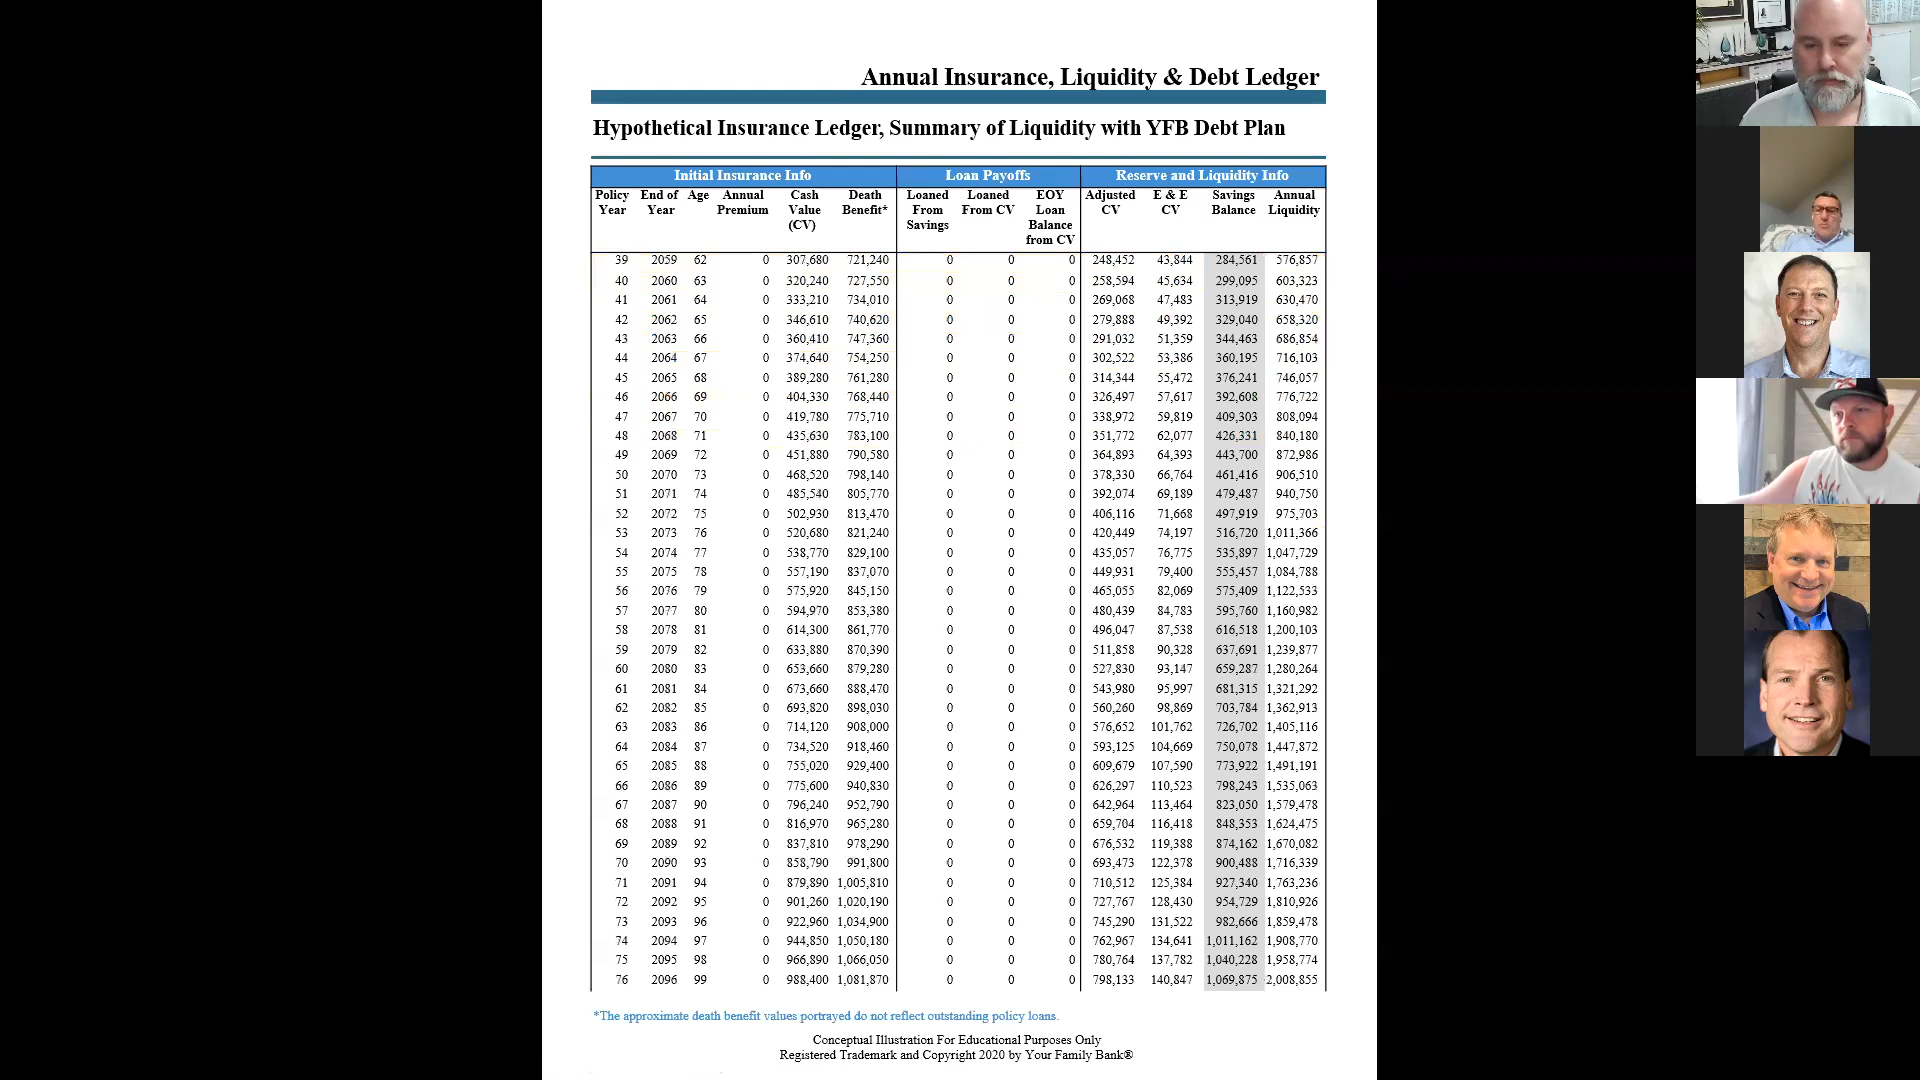 Annual Insurance, Liquidity & Debt Ledger
Hypothetical Insurance Ledger, Summary of Liquidity with YFB Debt Plan
Initial Insurance Info Loan Payoffs Reserve and Liquidity Info
Policy End of Age Annual Cash Death Loaned Loaned EOY Adjusted E & E Savings Annual
Year Year Premium Value Benefit* From From CV Loan CV CV Balance Liquidity
(CV) Savings Balance
from CV
39 2059 62 0 307,680 721,240 0 0 0 248,452 43,844 284,561 576,857
40 2060 63 0 320,240 727,550 0 0 0 258,594 45,634 299,095 603,323
41 2061 64 0 333,210 734,010 0 0 0 269,068 47,483 313,919 630,470
42 2062 65 0 346,610 740,620 0 0 0 279,888 49,392 329,040 658,320
43 2063 66 0 360,410 747,360 0 0 0 291,032 51,359 344,463 686,854
44 2064 67 0 374,640 754,250 0 0 0 302,522 53,386 360,195 716,103
45 2065 68 0 389,280 761,280 0 0 0 314,344 55,472 376,241 746,057
46 2066 69 0 404,330 768,440 0 0 0 326,497 57,617 392,608 776,722
47 2067 70 0 419,780 775,710 0 0 0 338,972 59,819 409,303 808,094
48 2068 71 0 435,630 783,100 0 0 0 351,772 62,077 426,331 840,180
49 2069 72 0 451,880 790,580 0 0 0 364,893 64,393 443,700 872,986
50 2070 73 0 468,520 798,140 0 0 0 378,330 66,764 461,416 906,510
51 2071 74 0 485,540 805,770 0 0 0 392,074 69,189 479,487 940,750
52 2072 75 0 502,930 813,470 0 0 0 406,116 71,668 497,919 975,703
53 2073 76 0 520,680 821,240 0 0 0 420,449 74,197 516,720 1,011,366
54 2074 77 0 538,770 829,100 0 0 0 435,057 76,775 535,897 1,047,729
55 2075 78 0 557,190 837,070 0 0 0 449,931 79,400 555,457 1,084,788
56 2076 79 0 575,920 845,150 0 0 0 465,055 82,069 575,409 1,122,533
57 2077 80 0 594,970 853,380 0 0 0 480,439 84,783 595,760 1,160,982
58 2078 81 0 614,300 861,770 0 0 0 496,047 87,538 616,518 1,200,103
59 2079 82 0 633,880 870,390 0 0 0 511,858 90,328 637,691 1,239,877
60 2080 83 0 653,660 879,280 0 0 0 527,830 93,147 659,287 1,280,264
61 2081 84 0 673,660 888,470 0 0 0 543,980 95,997 681,315 1,321,292
62 2082 85 0 693,820 898,030 0 0 0 560,260 98,869 703,784 1,362,913
63 2083 86 0 714,120 908,000 0 0 0 576,652 101,762 726,702 1,405,116
64 2084 87 0 734,520 918,460 0 0 0 593,125 104,669 750,078 1,447,872
65 2085 88 0 755,020 929,400 0 0 0 609,679 107,590 773,922 1,491,191
66 2086 89 0 775,600 940,830 0 0 0 626,297 110,523 798,243 1,535,063
67 2087 90 0 796,240 952,790 0 0 0 642,964 113,464 823,050 1,579,478
68 2088 91 0 816,970 965,280 0 0 0 659,704 116,418 848,353 1,624,475
69 2089 92 0 837,810 978,290 0 0 0 676,532 119,388 874,162 1,670,082
70 2090 93 0 858,790 991,800 0 0 0 693,473 122,378 900,488 1,716,339
71 2091 94 0 879,890 1,005,810 0 0 0 710,512 125,384 927,340 1,763,236
72 2092 95 0 901,260 1,020,190 0 0 0 727,767 128,430 954,729 1,810,926
73 2093 96 0 922,960 1,034,900 0 0 0 745,290 131,522 982,666 1,859,478
74 2094 97 0 944,850 1,050,180 0 0 0 762,967 134,641 1,011,162 1,908,770
75 2095 98 0 966,890 1,066,050 0 0 0 780,764 137,782 1,040,228 1,958,774
76 2096 99 0 988,400 1,081,870 0 0 0 798,133 140,847 1,069,875 2,008,855
*The approximate death benefit values portrayed do not reflect outstanding policy loans.
Conceptual Illustration For Educational Purposes Only
Registered Trademark and Copyright 2020 by Your Family Bank®